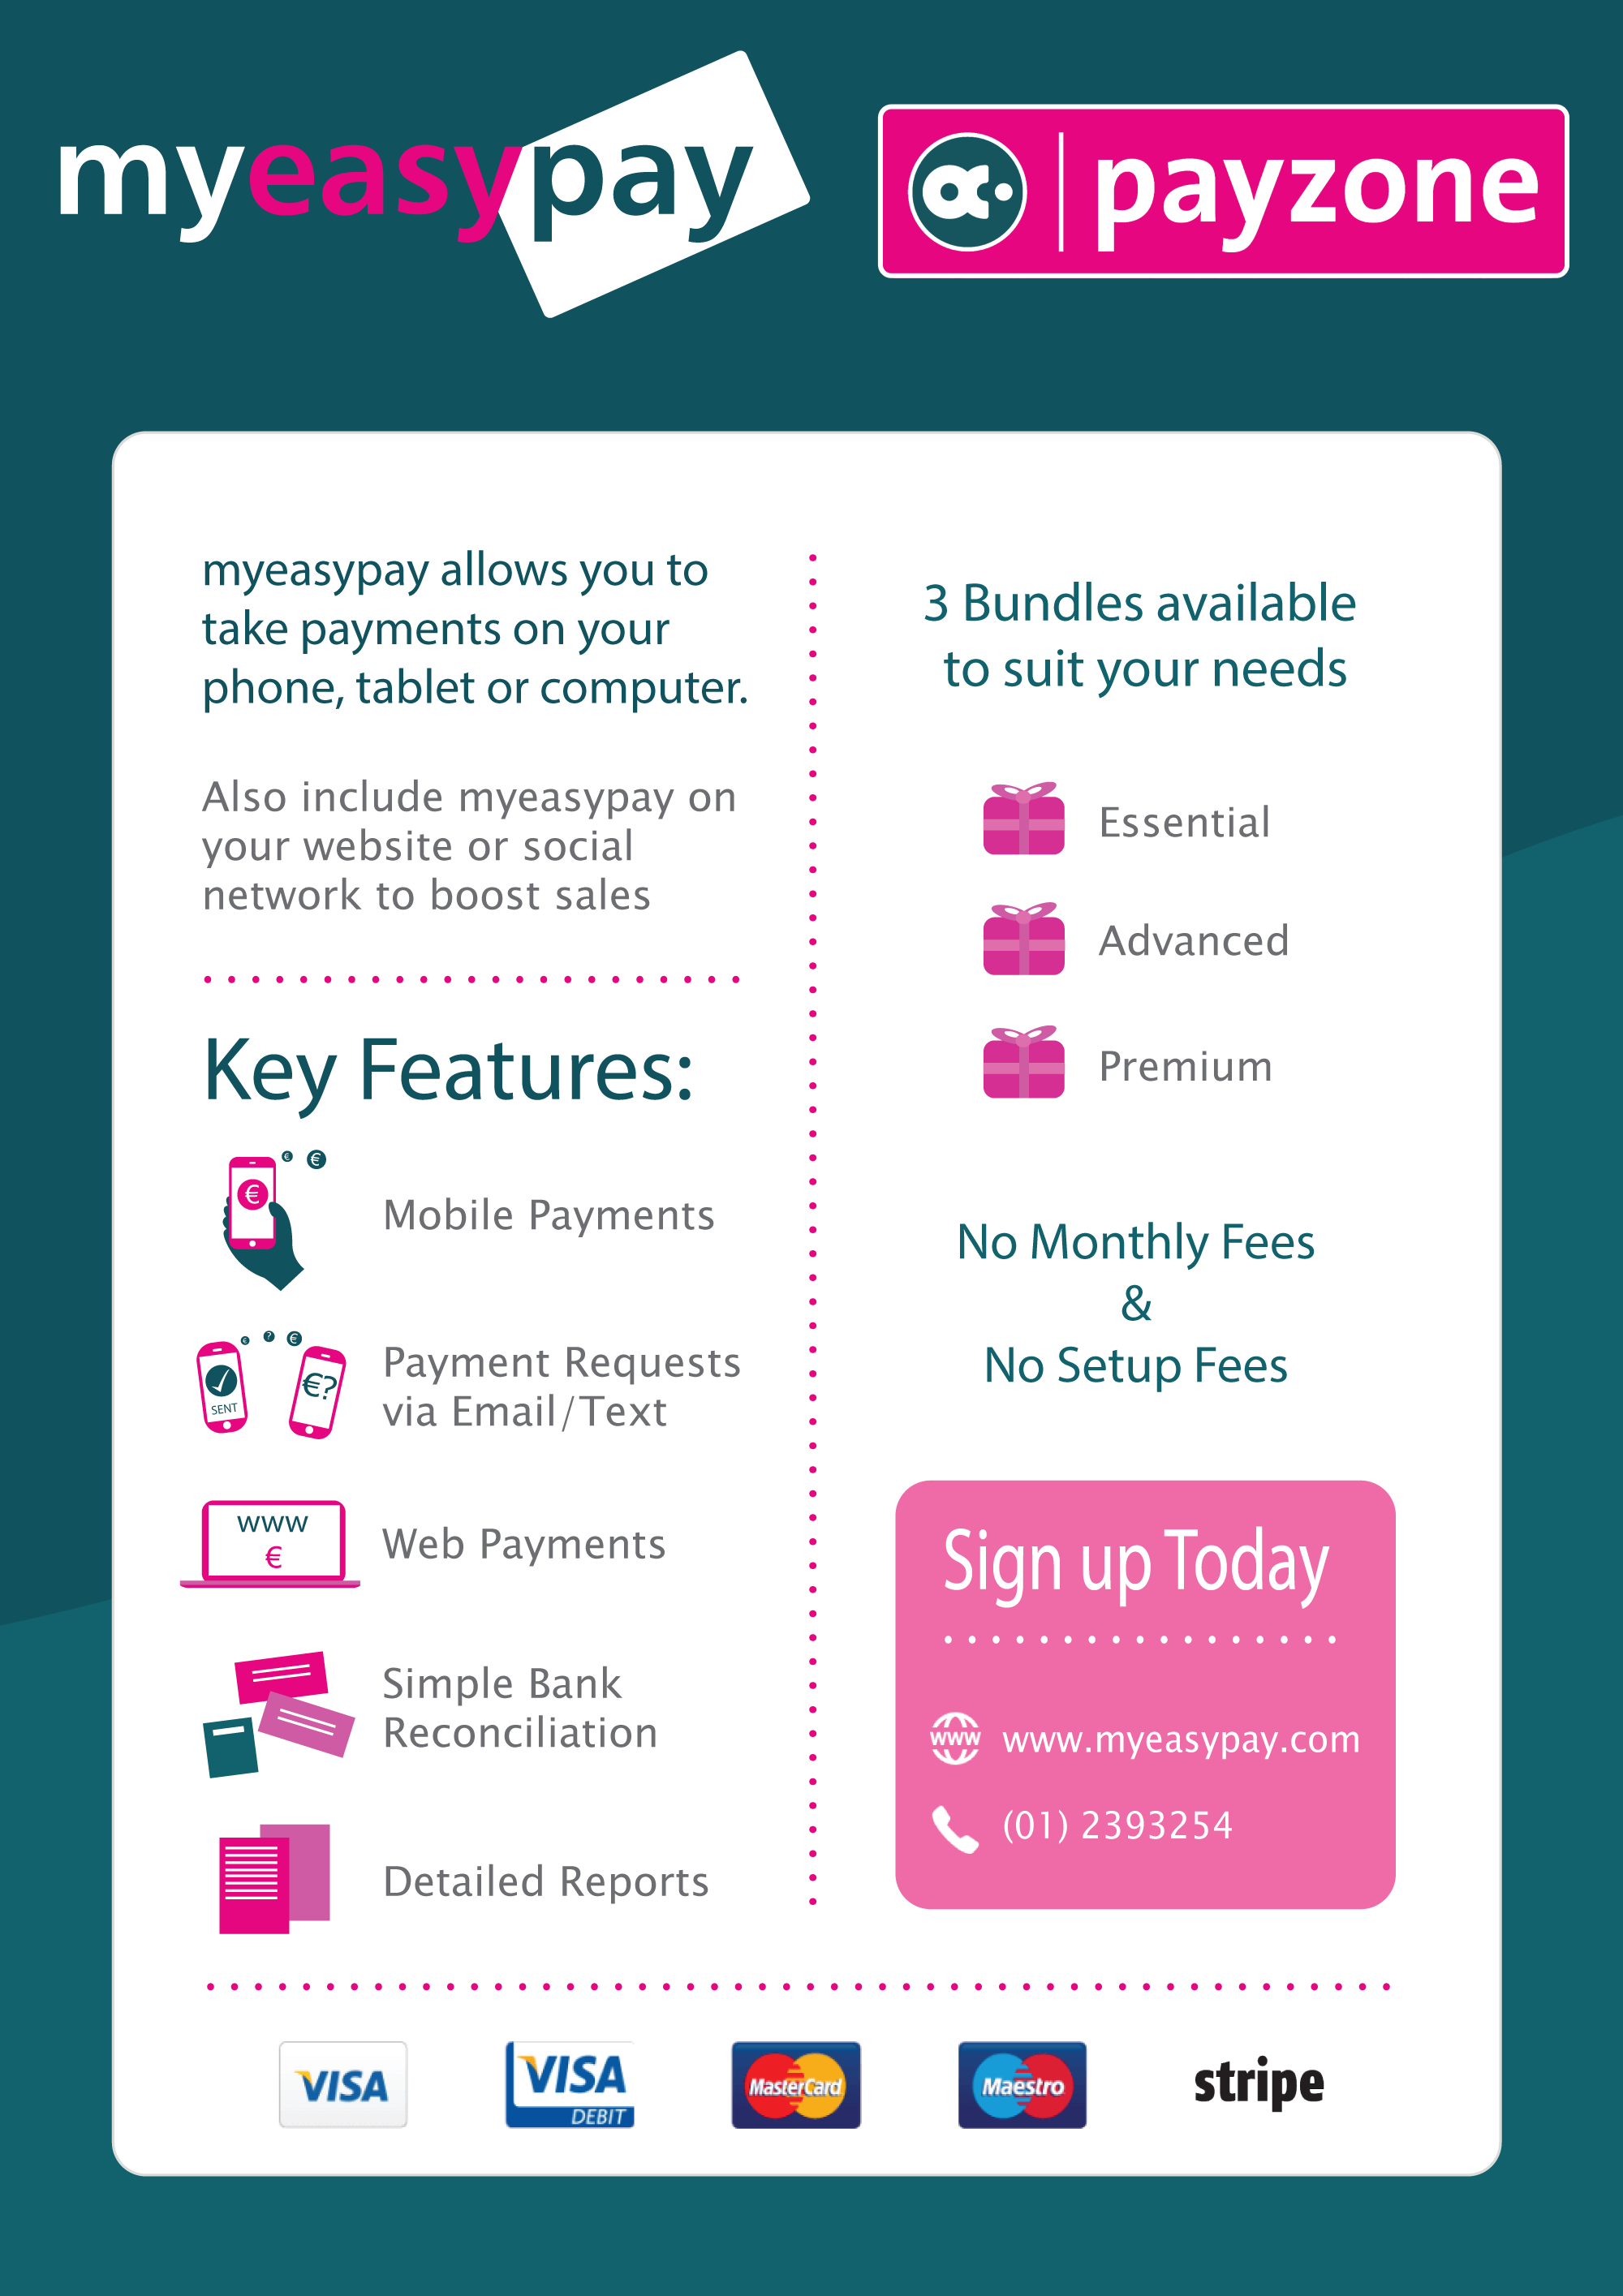 myeasypay
payzone
myeasypay allows you to
take payments on your
phone, tablet or computer.
Also include myeasypay on
your website or social
network to boost sales
Key Features:
€ €
€
Mobile Payments
€ ? €
SENT
€?
Payment Requests
via Email/Text
www
€
Web Payments
Simple Bank
Reconciliation
Detailed Reports
3 Bundles available
to suit your needs
Essential
Advanced
Premium
No Monthly Fees
&
No Setup Fees
Sign up Today
www www.myeasypay.com
(01) 2393254
VISA
VISA
DEBIT
MasterCard
Maestro
stripe